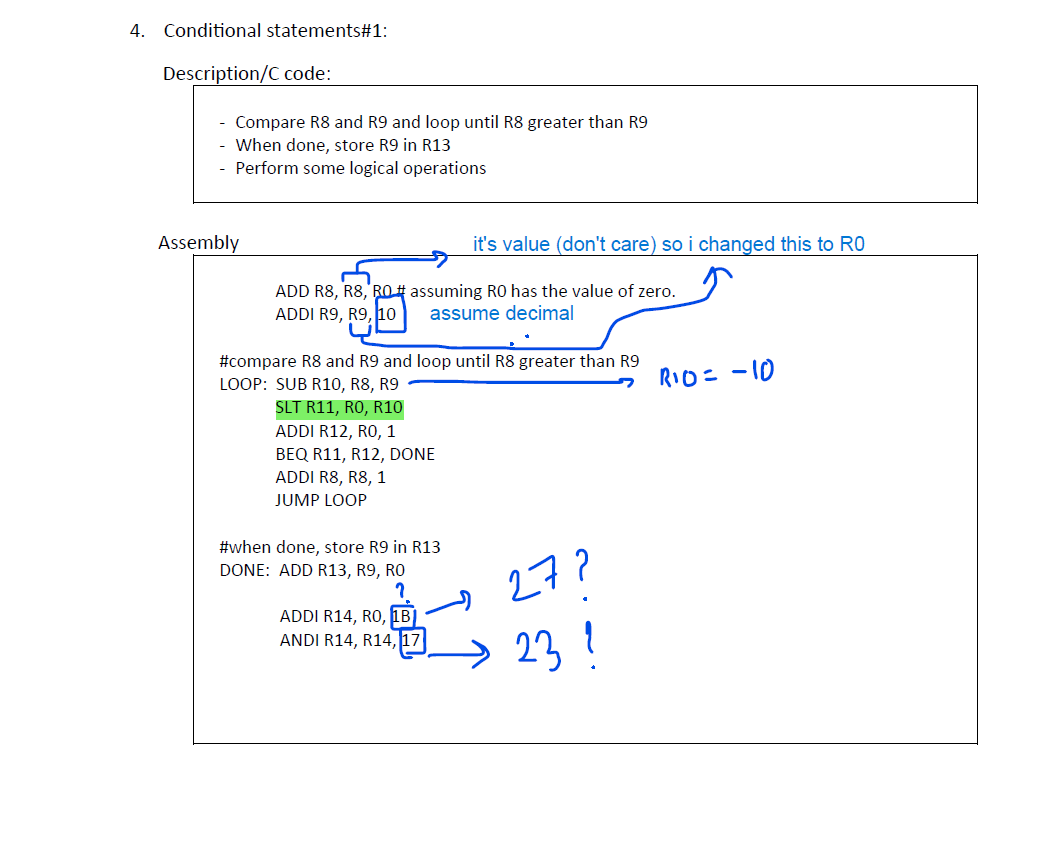 4. Conditional statements#1:
Description/C code:
- Compare R8 and R9 and loop until R8 greater than R9
- When done, store R9 in R13
- Perform some logical operations
Assembly
it's value (don't care) so i changed this to R0
ADD R8, R8, R0 # assuming R0 has the value of zero.
ADDI R9, R9, 10 assume decimal
#compare R8 and R9 and loop until R8 greater than R9
LOOP: SUB R10, R8, R9 R10 = -10
SLT R11, R0, R10
ADDI R12, R0, 1
BEQ R11, R12, DONE
ADDI R8, R8, 1
JUMP LOOP
#when done, store R9 in R13
DONE: ADD R13, R9, R0
?
ADDI R14, R0, 1B 27?
ANDI R14, R14, 17 23!